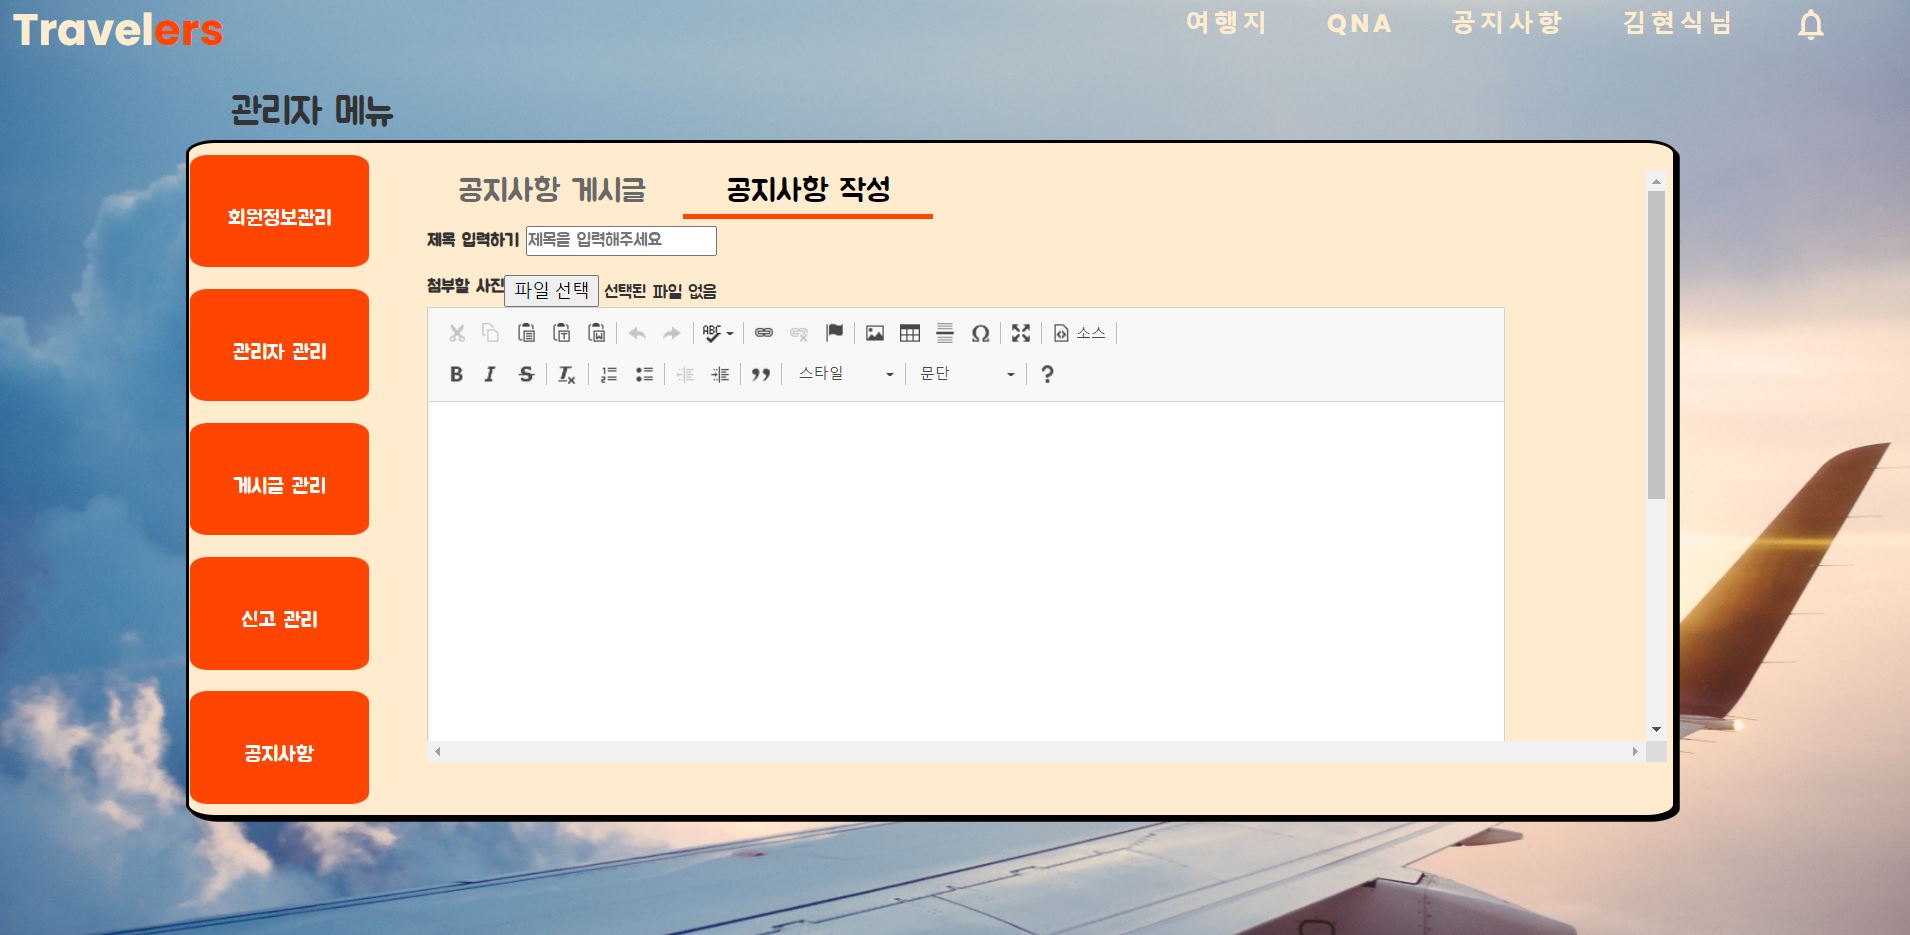 Travelers
여행지 QNA 공지사항 김현식님
관리자 메뉴
회원정보관리
관리자 관리
게시글 관리
신고 관리
공지사항
공지사항 게시글 공지사항 작성
제목 입력하기 제목을 입력해주세요
첨부할 사진 파일 선택 선택된 파일 없음
ABC Ω 소스
B I S Tx 스타일 문단 ?